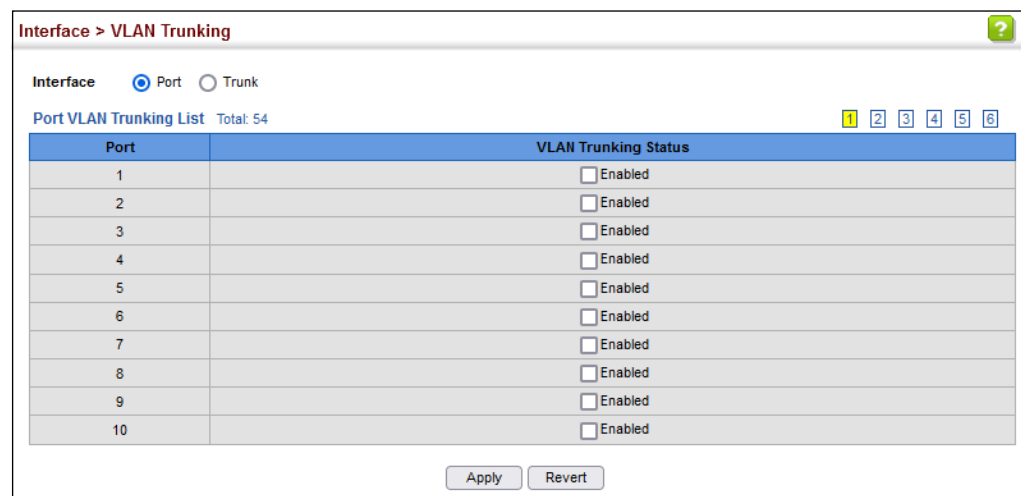 Interface > VLAN Trunking ?
Interface Port Trunk
Port VLAN Trunking List Total: 54 1 2 3 4 5 6
Port VLAN Trunking Status
1 Enabled
2 Enabled
3 Enabled
4 Enabled
5 Enabled
6 Enabled
7 Enabled
8 Enabled
9 Enabled
10 Enabled
Apply Revert